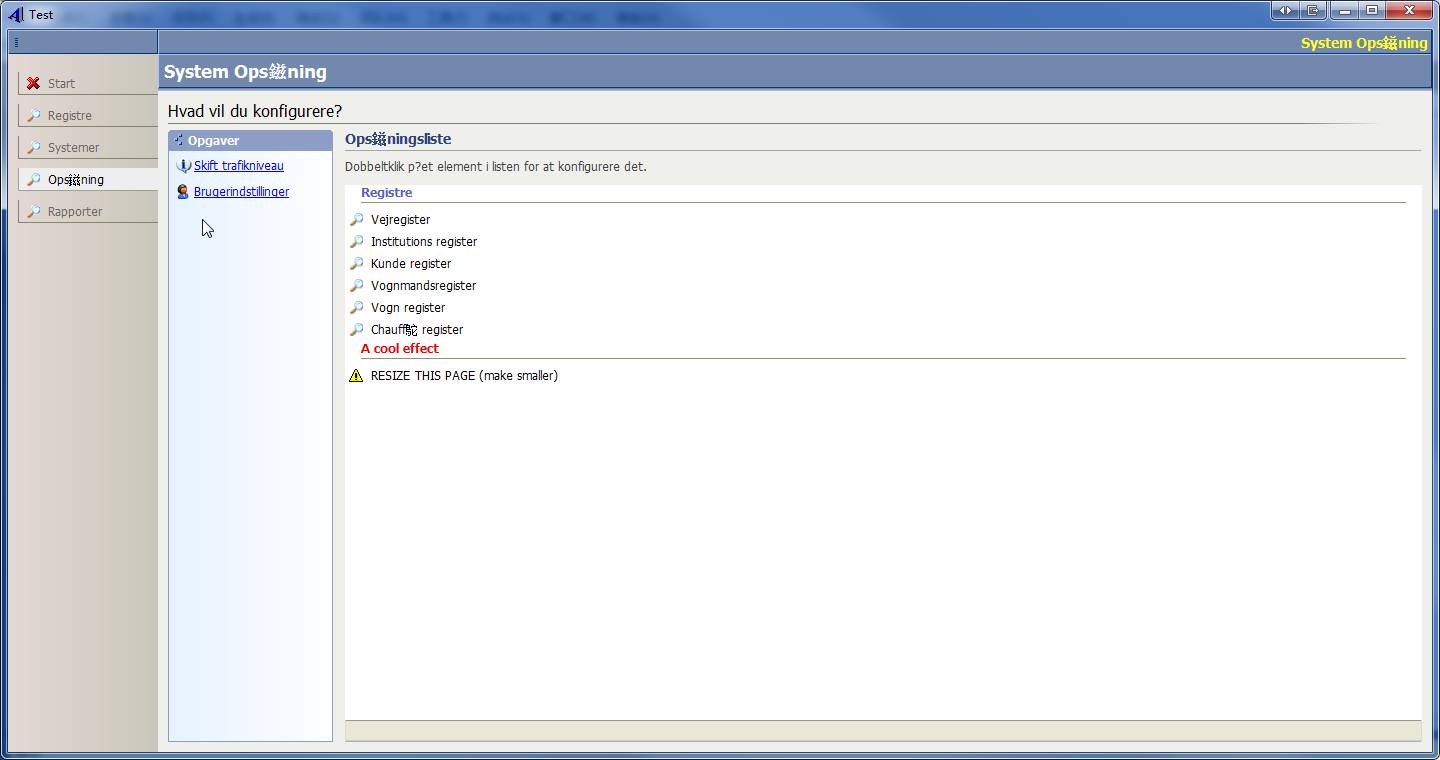 Test
System Ops鎡ning
System Ops鎡ning
Start
Registre
Systemer
Ops鎡ning
Rapporter
Hvad vil du konfigurere?
Opgaver
Skift trafikniveau
Brugerindstillinger
Ops鎡ningsliste
Dobbeltklik p?et element i listen for at konfigurere det.
Registre
Vejregister
Institutions register
Kunde register
Vognmandsregister
Vogn register
Chauff鴕 register
A cool effect
RESIZE THIS PAGE (make smaller)